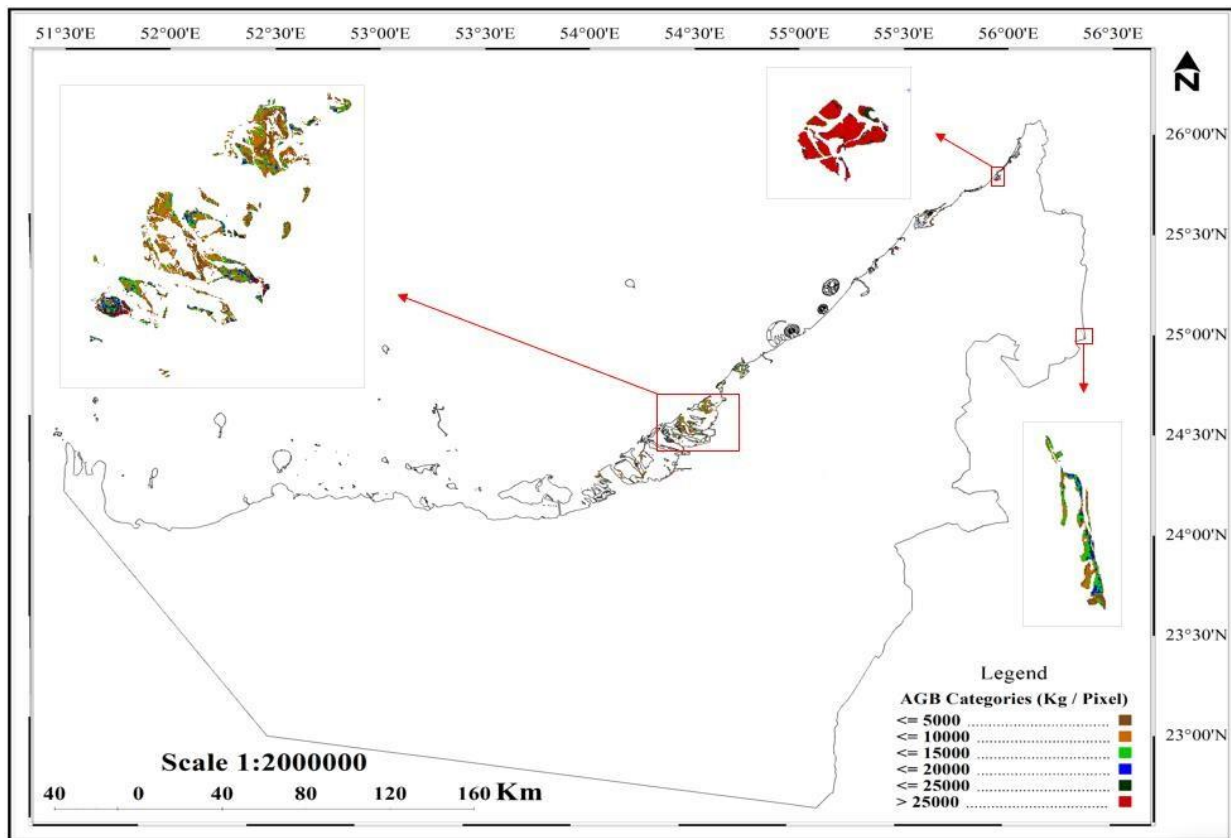 51°30'E 52°00'E 52°30'E 53°00'E 53°30'E 54°00'E 54°30'E 55°00'E 55°30'E 56°00'E 56°30'E
N
26°00'N
25°30'N
25°00'N
24°30'N
24°00'N
23°30'N
23°00'N
Legend
AGB Categories (Kg / Pixel)
<= 5000
<= 10000
<= 15000
<= 20000
<= 25000
> 25000
Scale 1:2000000
40 0 40 80 120 160 Km